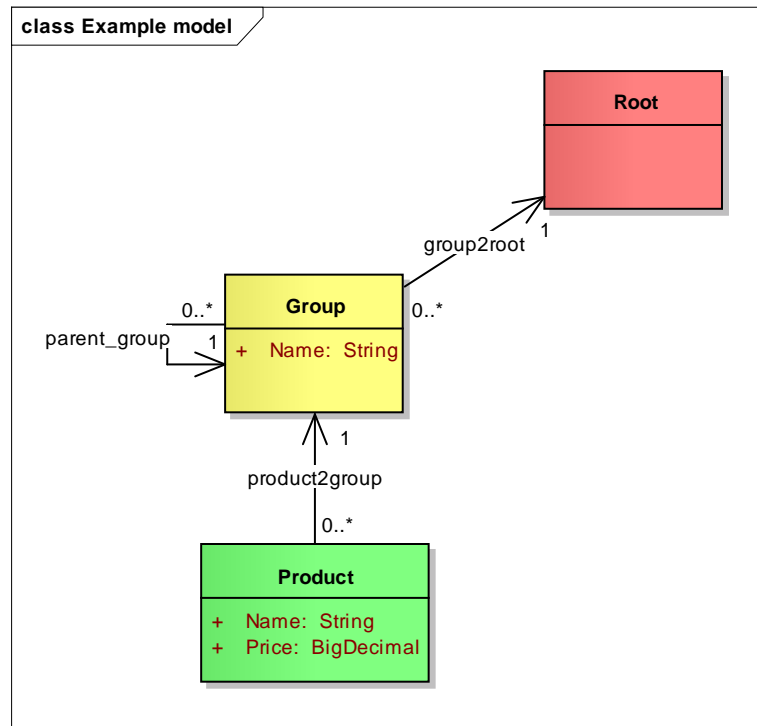 class Example model
Root
1
group2root
0..*
Group
0..*
parent_group
1
+ Name: String
1
product2group
0..*
Product
+ Name: String
+ Price: BigDecimal